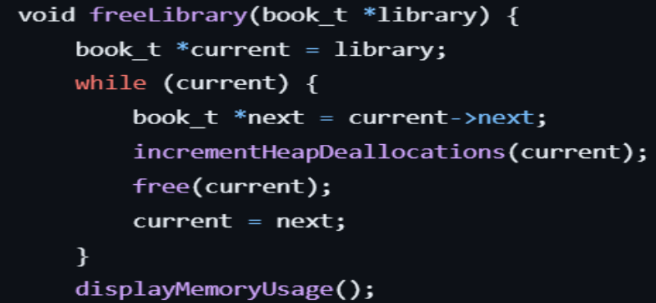 void freeLibrary(book_t *library) {
    book_t *current = library;
    while (current) {
        book_t *next = current->next;
        incrementHeapDeallocations(current);
        free(current);
        current = next;
    }
    displayMemoryUsage();